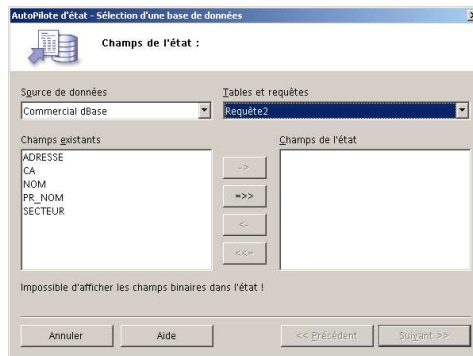 AutoPilote d'état - Sélection d'une base de données
Champs de l'état :
Source de données
Tables et requêtes
Commercial dBase
Requête2
Champs existants
Champs de l'état
ADRESSE
CA
NOM
PR_NOM
SECTEUR
->
=>>
<-
<<=
Impossible d'afficher les champs binaires dans l'état !
Annuler
Aide
<< Précédent
Suivant >>